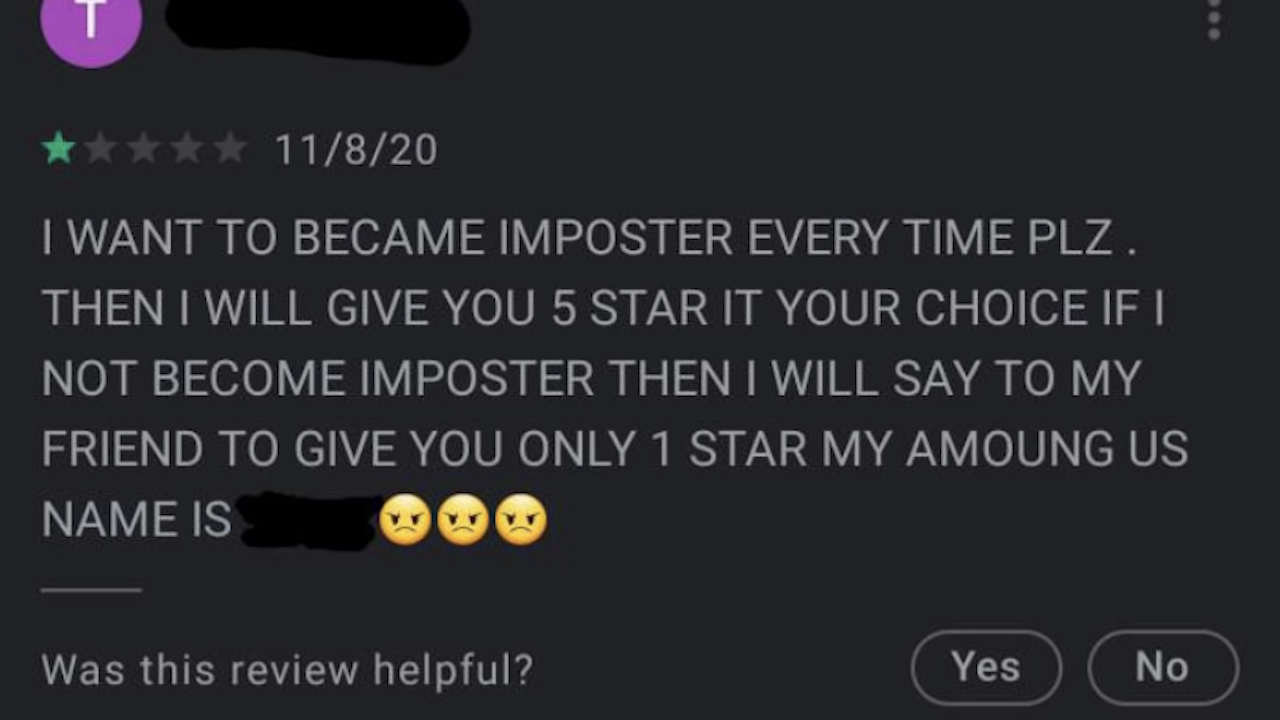 T
11/8/20
I WANT TO BECAME IMPOSTER EVERY TIME PLZ .
THEN I WILL GIVE YOU 5 STAR IT YOUR CHOICE IF I
NOT BECOME IMPOSTER THEN I WILL SAY TO MY
FRIEND TO GIVE YOU ONLY 1 STAR MY AMOUNG US
NAME IS 😠😠😠
Was this review helpful?
Yes No